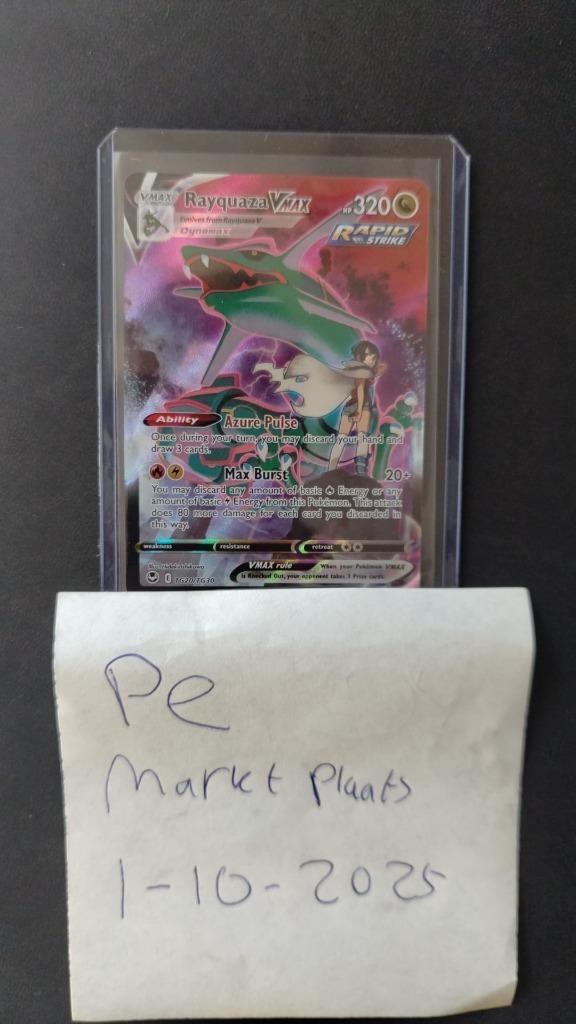 VMAX Rayquaza VMAX HP 320
Evolves from Rayquaza V
Dynamax
RAPID
STRIKE
Ability Azure Pulse
Once during your turn, you may discard your hand and
draw 3 cards.
Max Burst 20+
You may discard any amount of basic Energy or any
amount of basic Energy from this Pokémon. This attack
does 80 more damage for each card you discarded in
this way.
weakness resistance retreat
VMAX rule When your Pokémon VMAX
is Knocked Out, your opponent takes 3 Prize cards.
TG20/TG30
Pe
Markt Plaats
1-10-2025